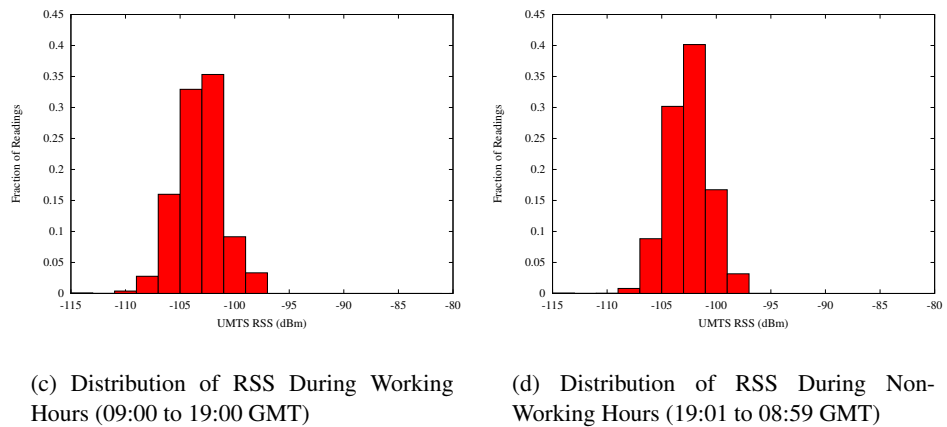 0.45
0.4
0.35
0.3
0.25
0.2
0.15
0.1
0.05
0
Fraction of Readings
-115 -110 -105 -100 -95 -90 -85 -80
UMTS RSS (dBm)
(c) Distribution of RSS During Working
Hours (09:00 to 19:00 GMT)
0.45
0.4
0.35
0.3
0.25
0.2
0.15
0.1
0.05
0
Fraction of Readings
-115 -110 -105 -100 -95 -90 -85 -80
UMTS RSS (dBm)
(d) Distribution of RSS During Non-
Working Hours (19:01 to 08:59 GMT)